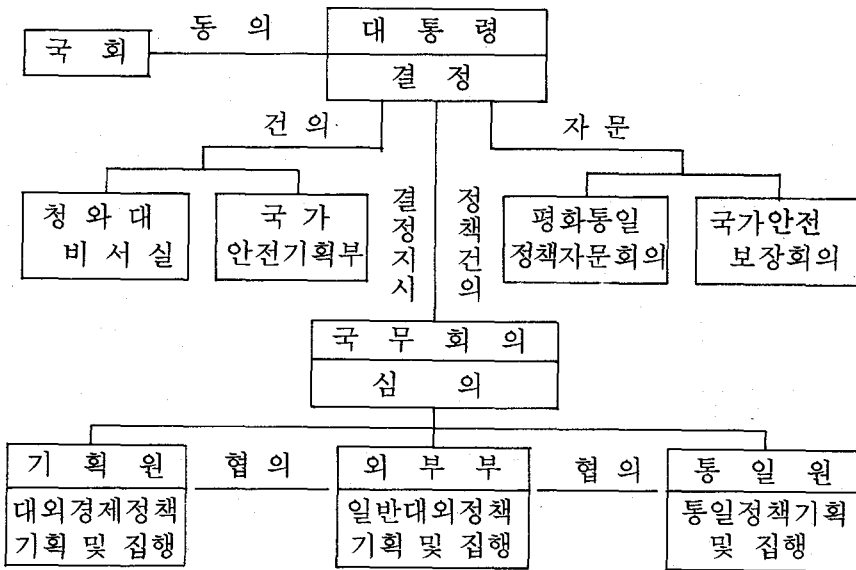 동 의
대 통 령
국 회
결 정
건 의
자 문
청 와 대
비 서 실
국 가
안전기획부
결정지시
정책건의
평화통일
정책자문회의
국가안전
보장회의
국 무 회 의
심 의
기 획 원
협 의
외 부 부
협 의
통 일 원
대외경제정책
기획 및 집행
일반대외정책
기획 및 집행
통일정책기획
및 집행